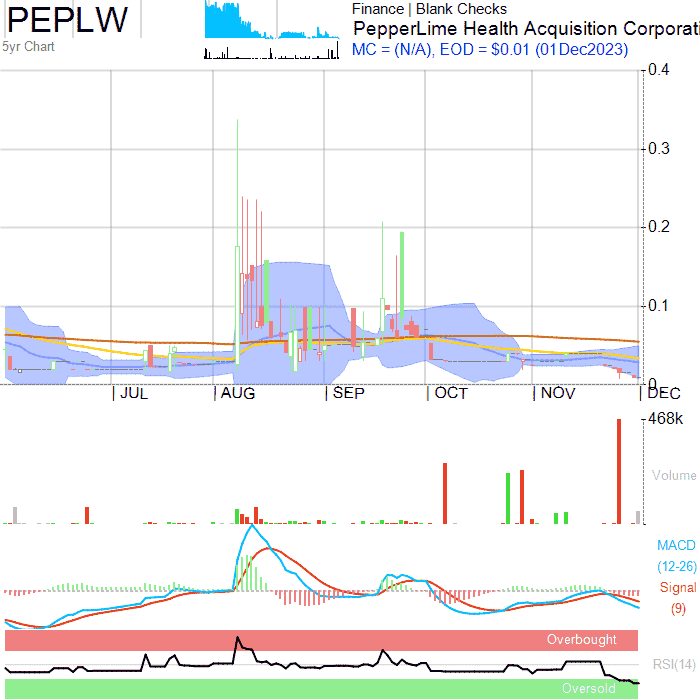 PEPLW
5yr Chart
Finance | Blank Checks
PepperLime Health Acquisition Corporati
MC = (N/A), EOD = $0.01 (01Dec2023)
0.4
0.3
0.2
0.1
0
JUL
AUG
SEP
OCT
NOV
DEC
468k
Volume
MACD
(12-26)
Signal
(9)
Overbought
RSI(14)
Oversold